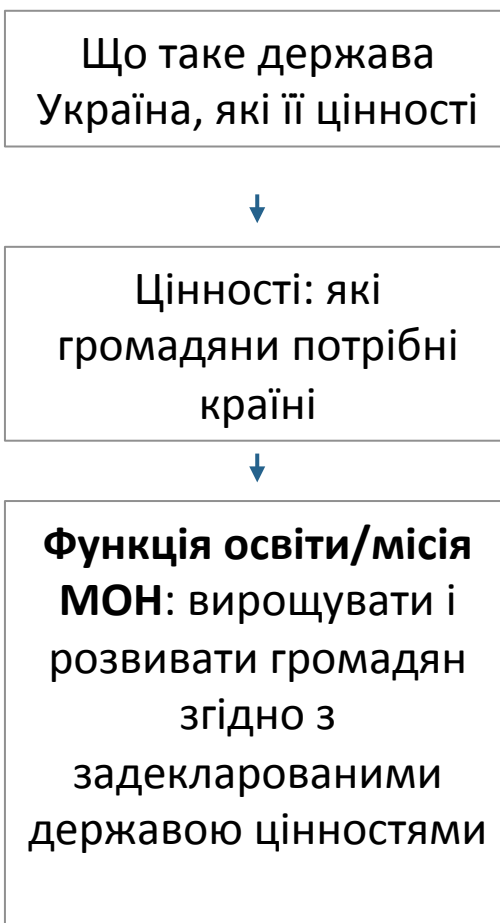 Що таке держава
Україна, які її цінності
Цінності: які
громадяни потрібні
країні
Функція освіти/місія
МОН: вирощувати і
розвивати громадян
згідно з
задекларованими
державою цінностями